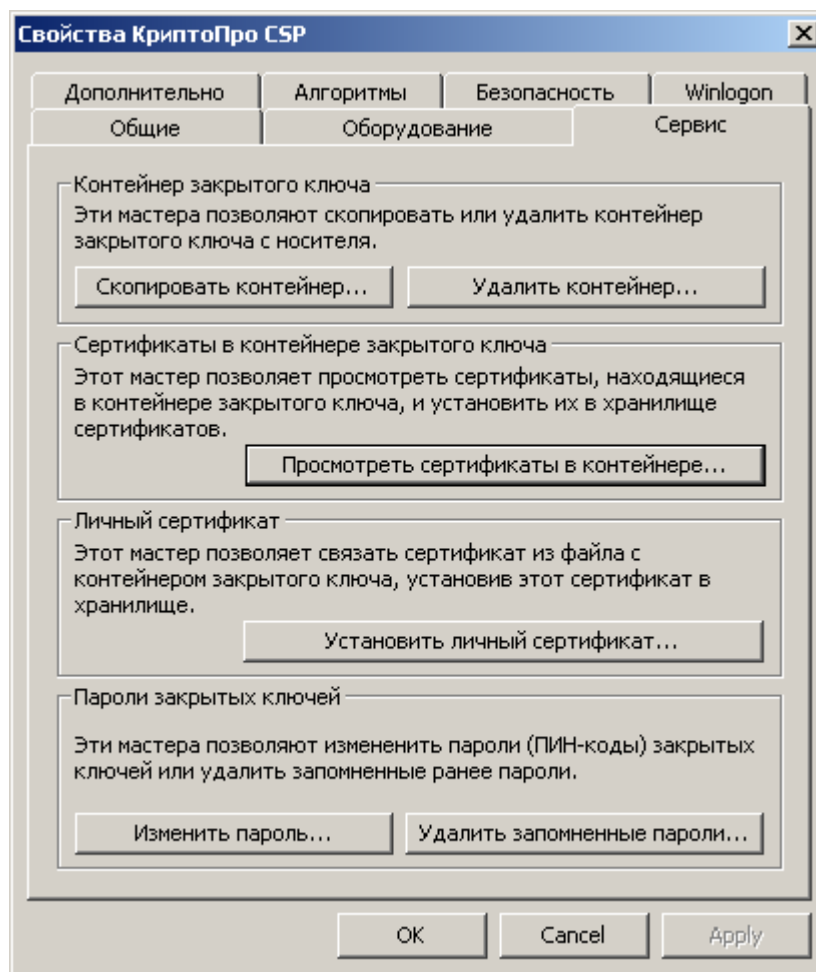 Свойства КриптоПро CSP
Дополнительно
Алгоритмы
Безопасность
Winlogon
Общие
Оборудование
Сервис
Контейнер закрытого ключа
Эти мастера позволяют скопировать или удалить контейнер
закрытого ключа с носителя.
Скопировать контейнер...
Удалить контейнер...
Сертификаты в контейнере закрытого ключа
Этот мастер позволяет просмотреть сертификаты, находящиеся
в контейнере закрытого ключа, и установить их в хранилище
сертификатов.
Просмотреть сертификаты в контейнере...
Личный сертификат
Этот мастер позволяет связать сертификат из файла с
контейнером закрытого ключа, установив этот сертификат в
хранилище.
Установить личный сертификат...
Пароли закрытых ключей
Эти мастера позволяют измененить пароли (ПИН-коды) закрытых
ключей или удалить запомненные ранее пароли.
Изменить пароль...
Удалить запомненные пароли...
OK
Cancel
Apply